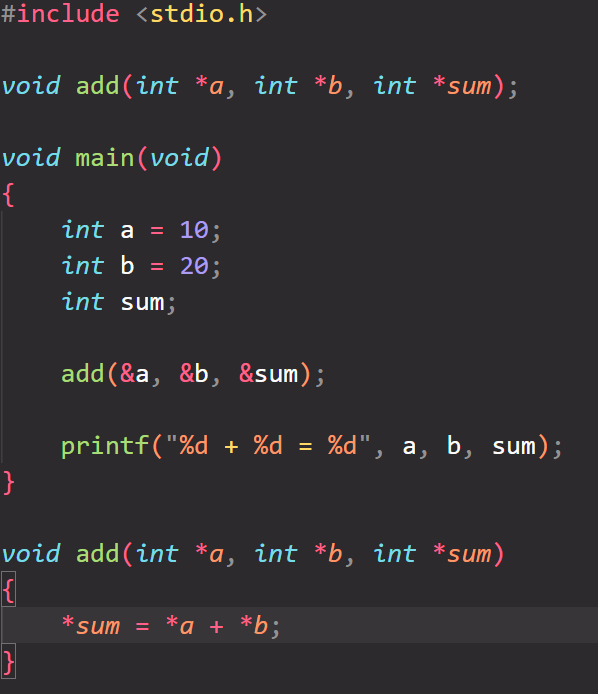 #include <stdio.h>
void add(int *a, int *b, int *sum);
void main(void)
{
int a = 10;
int b = 20;
int sum;
add(&a, &b, &sum);
printf("%d + %d = %d", a, b, sum);
}
void add(int *a, int *b, int *sum)
{
*sum = *a + *b;
}